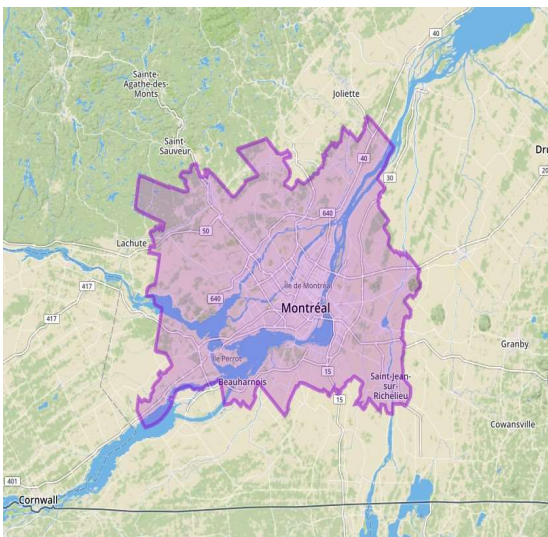 40
Sainte-
Agathe-des-
Monts
Joliette
Saint-
Sauveur
Dru
20
40
30
640
50
Lachute
417
Île de Montréal
640
Montréal
417
Île Perrot
Granby
15
Beauharnois
Saint-Jean-
sur-
Richelieu
15
Cowansville
401
Cornwall